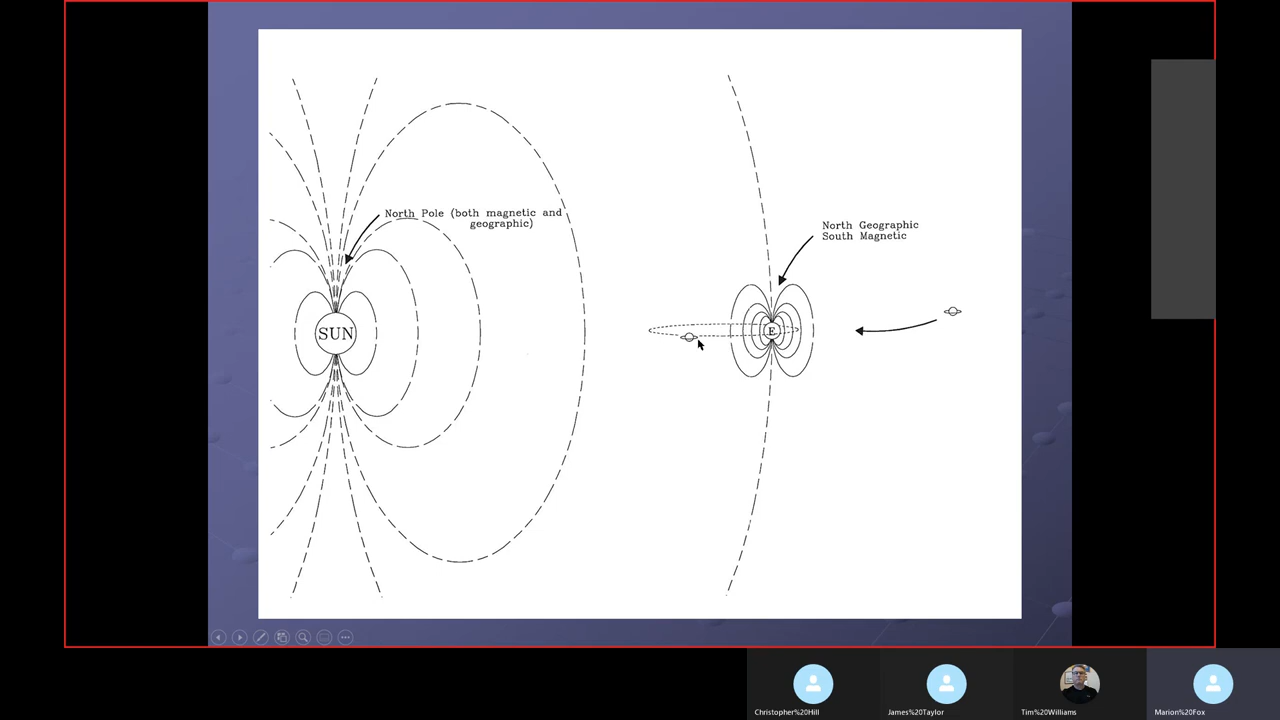 North Pole (both magnetic and
geographic)
North Geographic
South Magnetic
SUN
E
Christopher%20Hill
James%20Taylor
Tim%20Williams
Marion%20Fox